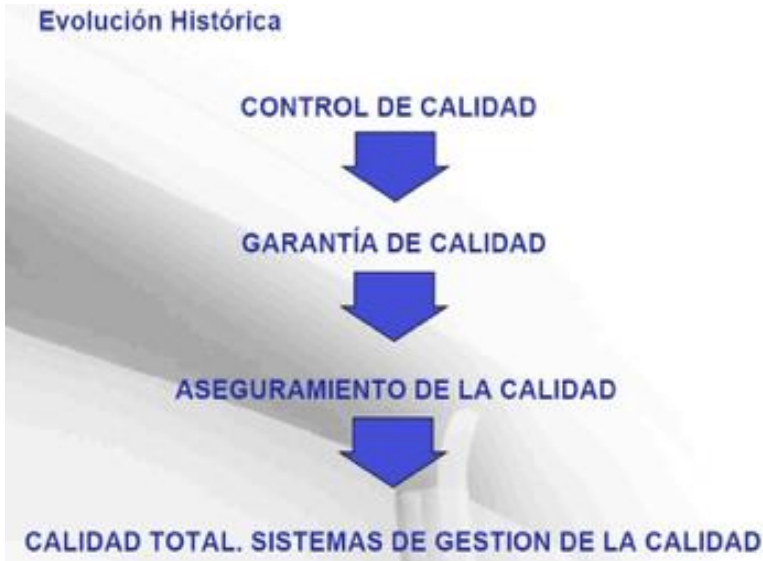 Evolución Histórica
CONTROL DE CALIDAD
GARANTÍA DE CALIDAD
ASEGURAMIENTO DE LA CALIDAD
CALIDAD TOTAL. SISTEMAS DE GESTION DE LA CALIDAD